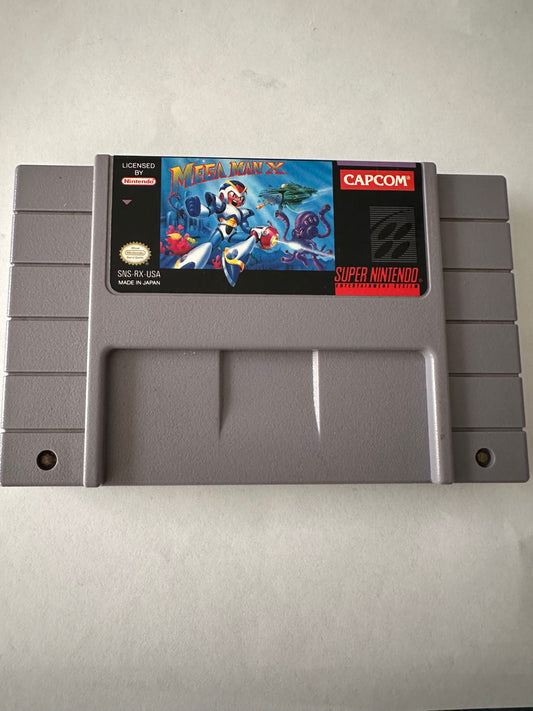 LICENSED
BY
Nintendo
MEGA MAN X
CAPCOM
SNS-RX-USA
MADE IN JAPAN
SUPER NINTENDO
ENTERTAINMENT SYSTEM